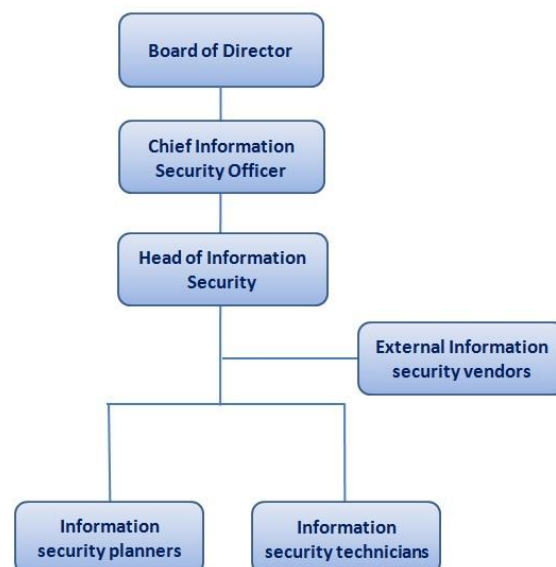 Board of Director
Chief Information
Security Officer
Head of Information
Security
External Information
security vendors
Information
security planners
Information
security technicians